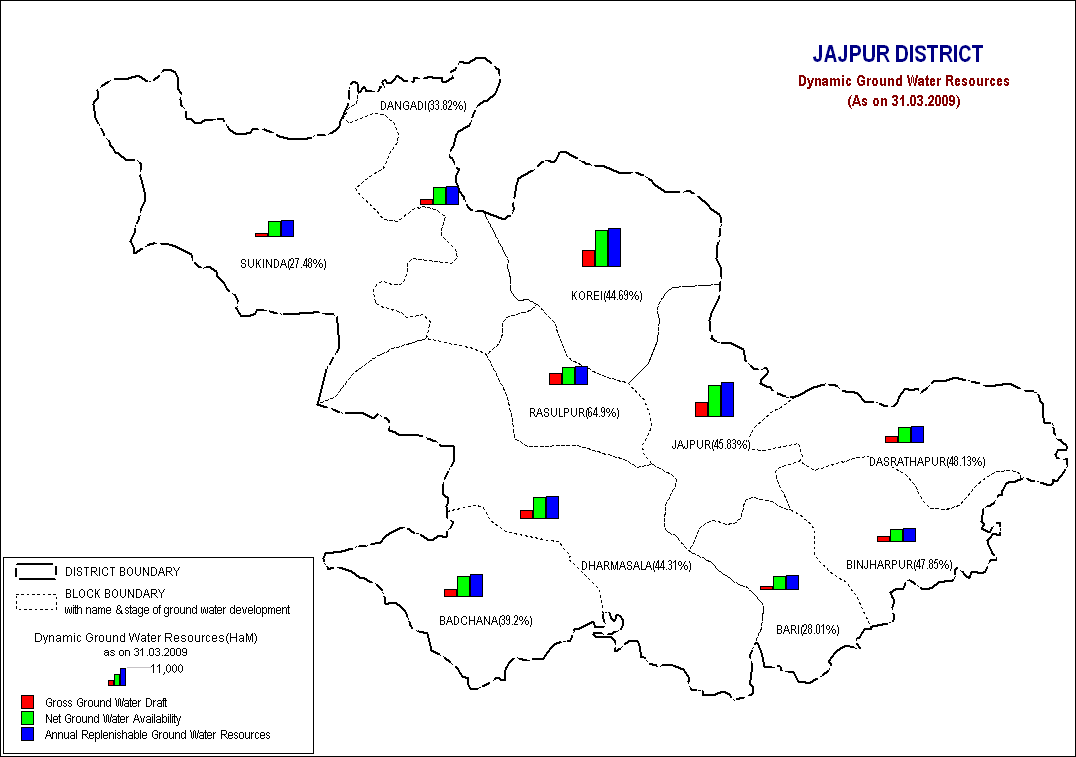 JAJPUR DISTRICT
Dynamic Ground Water Resources
(As on 31.03.2009)
DANGADI(33.82%)
SUKINDA(27.48%)
KOREI(44.69%)
RASULPUR(64.9%)
JAJPUR(45.83%)
DASRATHAPUR(48.13%)
DHARMASALA(44.31%)
BINJHARPUR(47.85%)
BADCHANA(39.2%)
BARI(28.01%)
DISTRICT BOUNDARY
BLOCK BOUNDARY
with name & stage of ground water development
Dynamic Ground Water Resources(HaM)
as on 31.03.2009
11,000
Gross Ground Water Draft
Net Ground Water Availability
Annual Replenishable Ground Water Resources